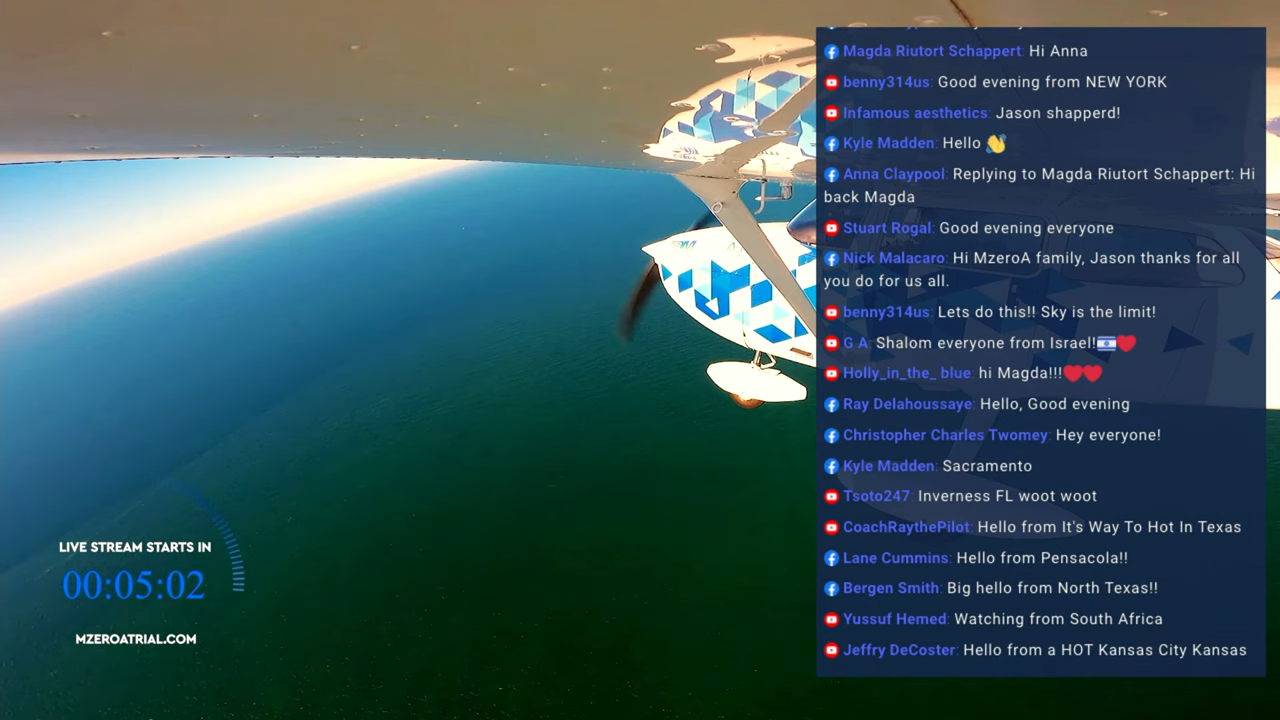 Magda Riutort Schappert: Hi Anna
benny314us: Good evening from NEW YORK
Infamous aesthetics: Jason shapperd!
Kyle Madden: Hello 👋
Anna Claypool: Replying to Magda Riutort Schappert: Hi
back Magda
Stuart Rogal: Good evening everyone
Nick Malacaro: Hi MzeroA family, Jason thanks for all
you do for us all.
benny314us: Lets do this!! Sky is the limit!
G A: Shalom everyone from Israel!🇮🇱❤️
Holly_in_the_ blue: hi Magda!!!❤️❤️
Ray Delahoussaye: Hello, Good evening
Christopher Charles Twomey: Hey everyone!
Kyle Madden: Sacramento
Tsoto247: Inverness FL woot woot
CoachRaythePilot: Hello from It's Way To Hot In Texas
Lane Cummins: Hello from Pensacola!!
Bergen Smith: Big hello from North Texas!!
Yussuf Hemed: Watching from South Africa
Jeffry DeCoster: Hello from a HOT Kansas City Kansas
LIVE STREAM STARTS IN
00:05:02
MZEROATRIAL.COM